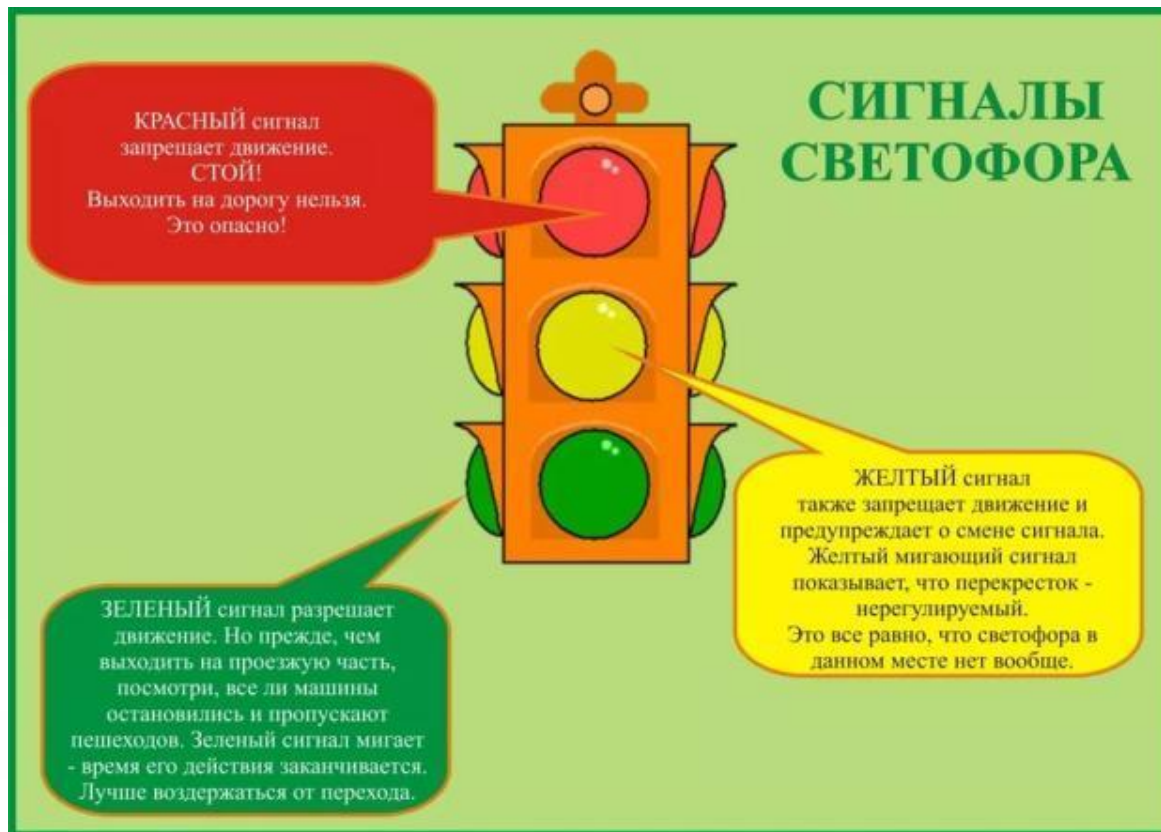 СИГНАЛЫ
СВЕТОФОРА
КРАСНЫЙ сигнал
запрещает движение.
СТОЙ!
Выходить на дорогу нельзя.
Это опасно!
ЖЕЛТЫЙ сигнал
также запрещает движение и
предупреждает о смене сигнала.
Желтый мигающий сигнал
показывает, что перекресток -
нерегулируемый.
Это все равно, что светофора в
данном месте нет вообще.
ЗЕЛЕНЫЙ сигнал разрешает
движение. Но прежде, чем
выходить на проезжую часть,
посмотри, все ли машины
остановились и пропускают
пешеходов. Зеленый сигнал мигает
- время его действия заканчивается.
Лучше воздержаться от перехода.